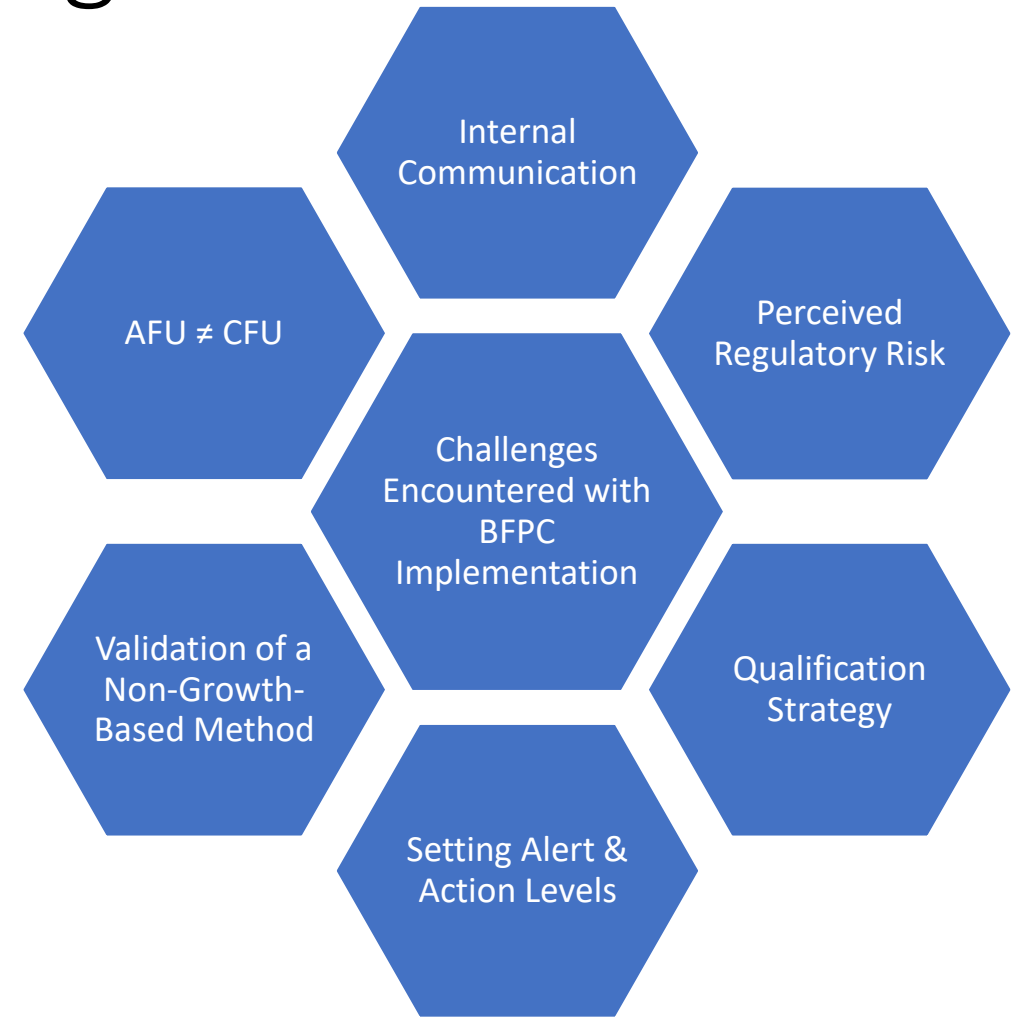 Internal
Communication
Perceived
Regulatory Risk
AFU ≠ CFU
Challenges
Encountered with
BFPC
Implementation
Validation of a
Non-Growth-
Based Method
Qualification
Strategy
Setting Alert &
Action Levels